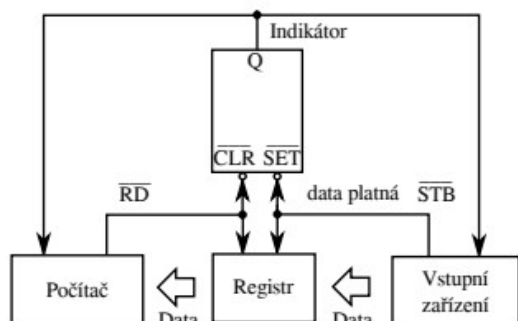 Indikátor
Q
CLR SET
RD
data platná STB
Počítač
Registr
Vstupní
zařízení
Data
Data